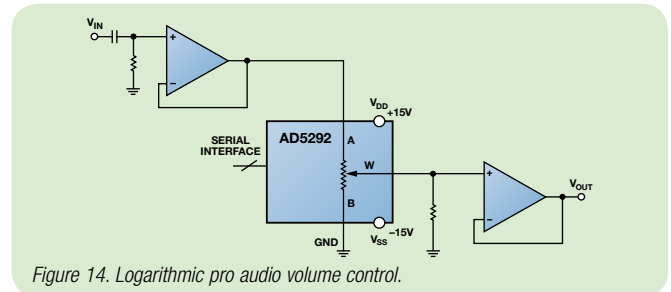 VIN
+
−
VDD
+15V
AD5292
A
SERIAL
INTERFACE
W
+
−
VOUT
B
GND
VSS
−15V
Figure 14. Logarithmic pro audio volume control.